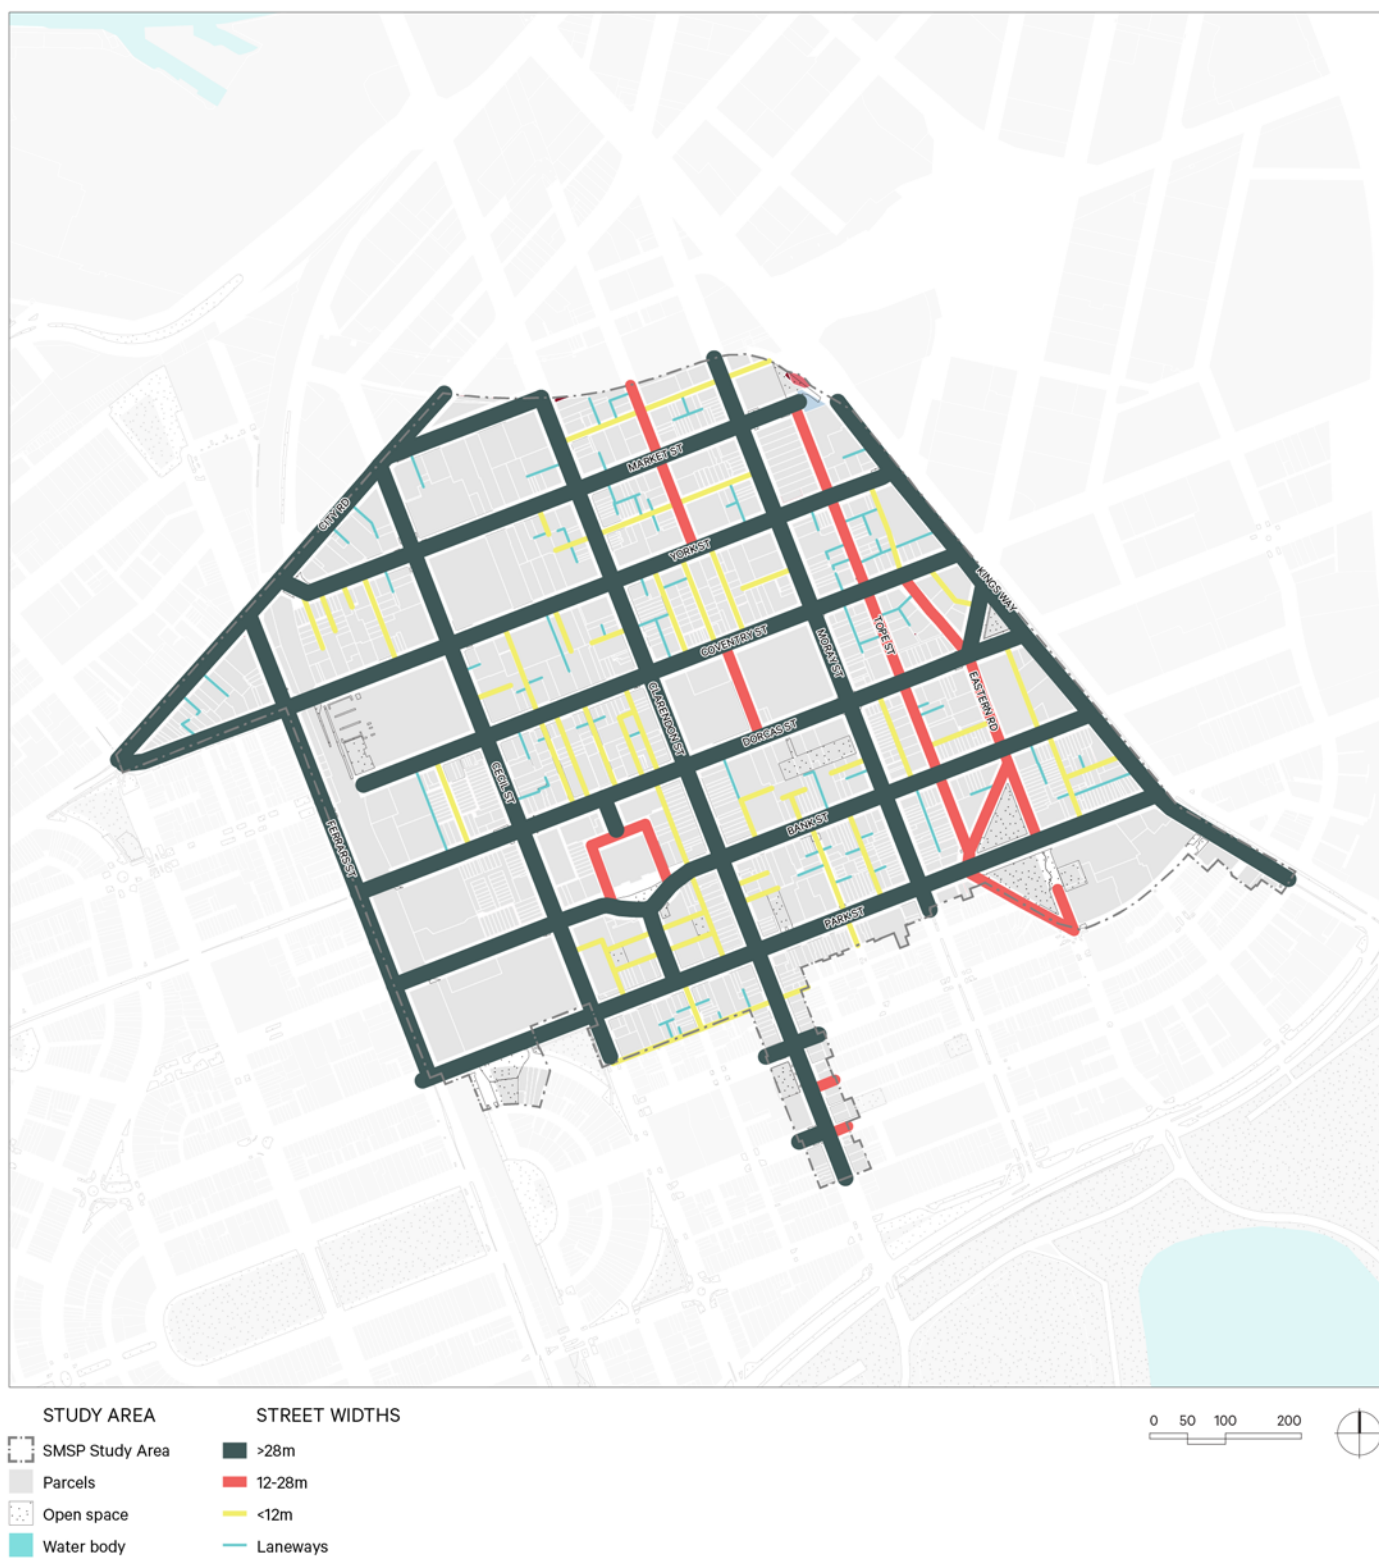 MARKET ST
CITY RD
YORK ST
KINGS WAY
COVENTRY ST
MORAY ST
TOPE ST
CLARENDON ST
EASTERN RD
DORCAS ST
CECIL ST
BANK ST
FERRARS ST
PARK ST
STUDY AREA
SMSP Study Area
Parcels
Open space
Water body
STREET WIDTHS
>28m
12-28m
<12m
Laneways
0 50 100 200